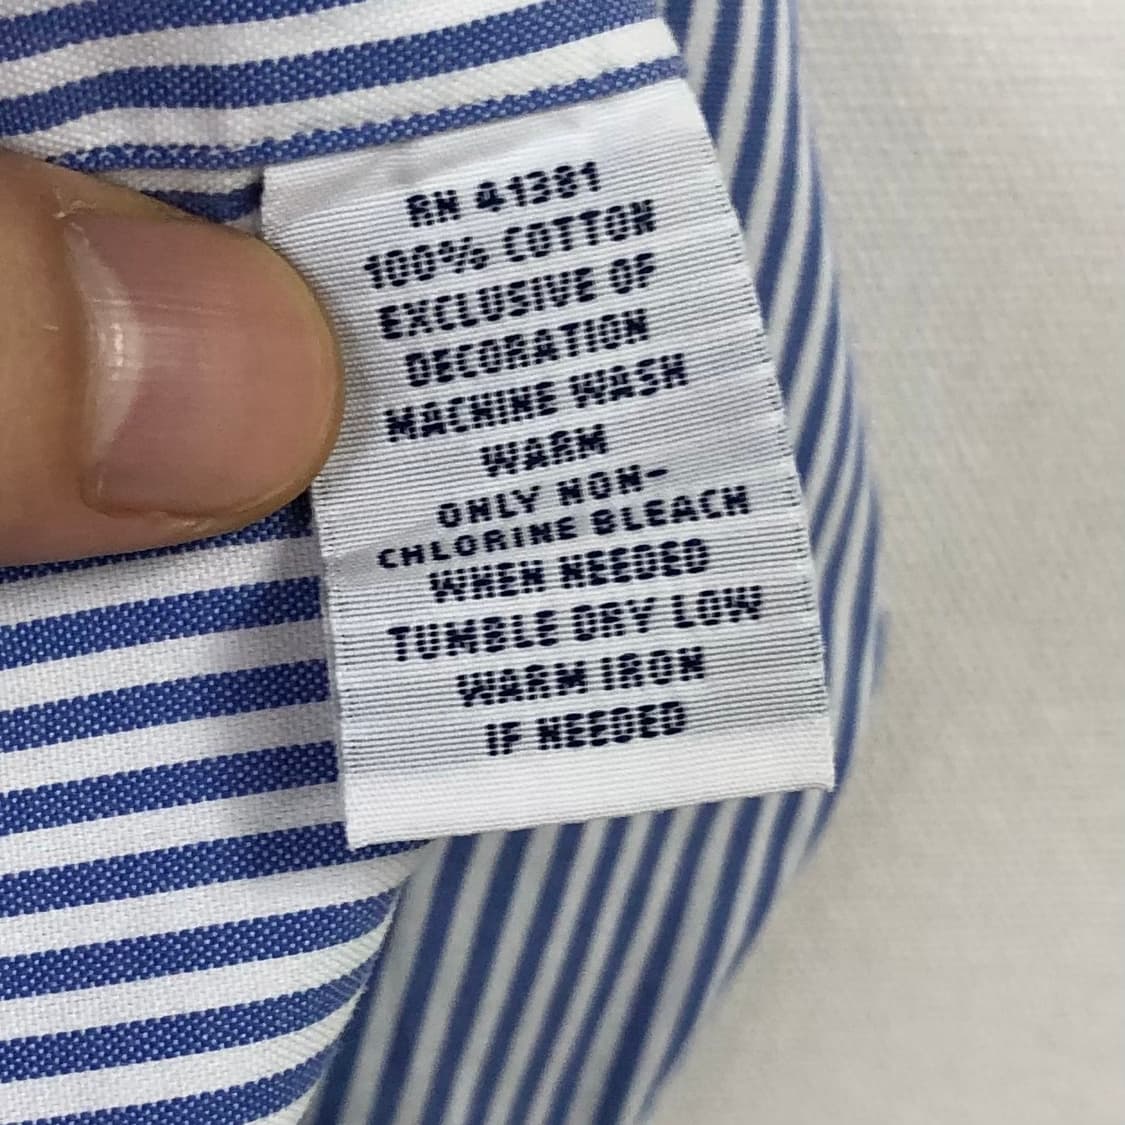 RN 41381
100% COTTON
EXCLUSIVE OF
DECORATION
MACHINE WASH
WARM
ONLY NON-
CHLORINE BLEACH
WHEN NEEDED
TUMBLE DRY LOW
WARM IRON
IF NEEDED